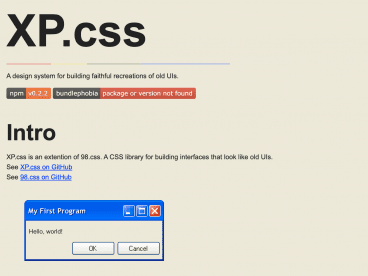 XP.css
A design system for building faithful recreations of old UIs.
npm v0.2.2 bundlephobia package or version not found
Intro
XP.css is an extention of 98.css. A CSS library for building interfaces that look like old UIs.
See XP.css on GitHub
See 98.css on GitHub
My First Program
Hello, world!
OK Cancel